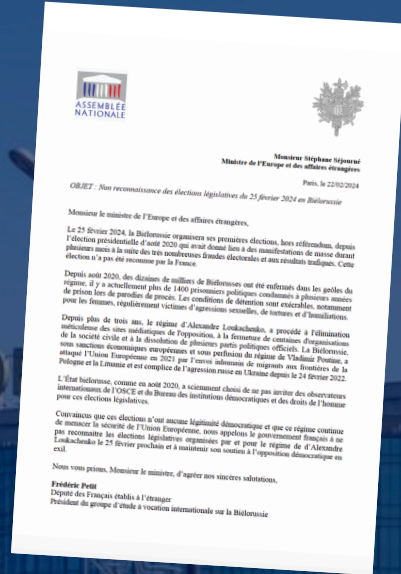 ASSEMBLÉE
NATIONALE
Monsieur Stéphane Séjourné
Ministre de l'Europe et des affaires étrangères
Paris, le 22/02/2024
OBJET : Non reconnaissance des élections législatives du 25 février 2024 en Biélorussie
Monsieur le ministre de l'Europe et des affaires étrangères,
Le 25 février 2024, la Biélorussie organisera ses premières élections, hors référendum, depuis
l'élection présidentielle d'août 2020 qui avait donné lieu à des manifestations de masse durant
plusieurs mois à la suite des très nombreuses fraudes électorales et aux résultats trafiqués. Cette
élection n'a pas été reconnue par la France.
Depuis août 2020, des dizaines de milliers de Biélorusses ont été enfermés dans les geôles du
régime, il y a actuellement plus de 1400 prisonniers politiques condamnés à plusieurs années
de prison lors de parodies de procès. Les conditions de détention sont exécrables, notamment
pour les femmes, régulièrement victimes d'agressions sexuelles, de tortures et d'humiliations.
Depuis plus de trois ans, le régime d'Alexandre Loukachenko, a procédé à l'élimination
méticuleuse des sites médiatiques de l'opposition, à la fermeture de centaines d'organisations
de la société civile et à la dissolution de plusieurs partis politiques officiels. La Biélorussie,
sous sanctions économiques européennes et sous perfusion du régime de Vladimir Poutine, a
attaqué l'Union Européenne en 2021 par l'envoi inhumain de migrants aux frontières de la
Pologne et la Lituanie et est complice de l'agression russe en Ukraine depuis le 24 février 2022.
L'État biélorusse, comme en août 2020, a sciemment choisi de ne pas inviter des observateurs
internationaux de l'OSCE et du Bureau des institutions démocratiques et des droits de l'homme
pour ces élections législatives.
Convaincus que ces élections n'ont aucune légitimité démocratique et que ce régime continue
de menacer la sécurité de l'Union Européenne, nous appelons le gouvernement français à ne
pas reconnaître les élections législatives organisées par et pour le régime de d'Alexandre
Loukachenko le 25 février prochain et à maintenir son soutien à l'opposition démocratique en
exil.
Nous vous prions, Monsieur le ministre, d'agréer nos sincères salutations,
Frédéric Petit
Député des Français établis à l'étranger
Président du groupe d'étude à vocation internationale sur la Biélorussie